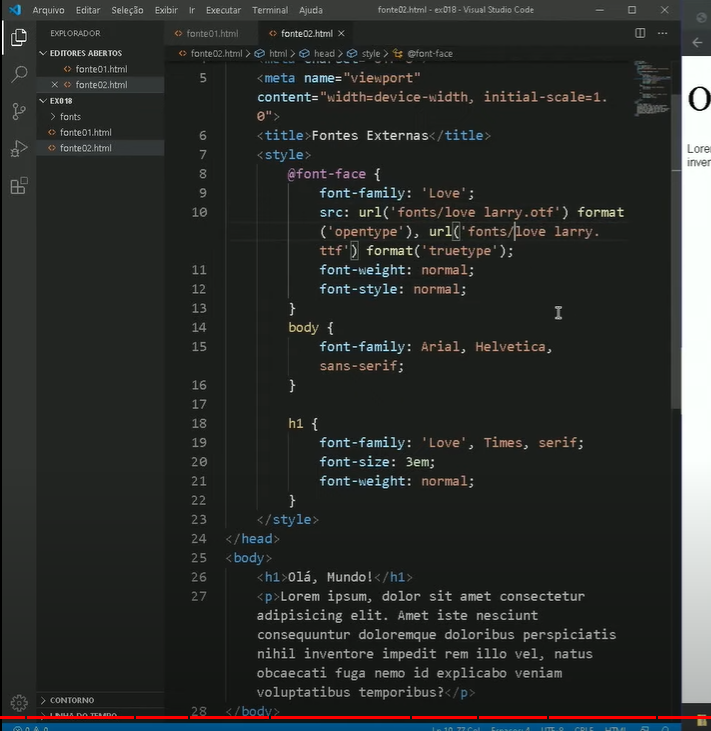 Arquivo Editar Seleção Exibir Ir Executar Terminal Ajuda fonte02.html - ex018 - Visual Studio Code
EXPLORADOR
EDITORES ABERTOS
fonte01.html
fonte02.html
EX018
fonts
fonte01.html
fonte02.html
CONTORNO
LINHA DO TEMPO
fonte01.html fonte02.html
fonte02.html > html > head > style > @font-face
5 <meta name="viewport"
content="width=device-width, initial-scale=1.
0">
6 <title>Fontes Externas</title>
7 <style>
8 @font-face {
9 font-family: 'Love';
10 src: url('fonts/love larry.otf') format
('opentype'), url('fonts/love larry.
ttf') format('truetype');
11 font-weight: normal;
12 font-style: normal;
13 }
14 body {
15 font-family: Arial, Helvetica,
sans-serif;
16 }
17
18 h1 {
19 font-family: 'Love', Times, serif;
20 font-size: 3em;
21 font-weight: normal;
22 }
23 </style>
24 </head>
25 <body>
26 <h1>Olá, Mundo!</h1>
27 <p>Lorem ipsum, dolor sit amet consectetur
adipisicing elit. Amet iste nesciunt
consequuntur doloremque doloribus perspiciatis
nihil inventore impedit rem illo vel, natus
obcaecati fuga nemo id explicabo veniam
voluptatibus temporibus?</p>
28 </body>
O
Lorem
inven